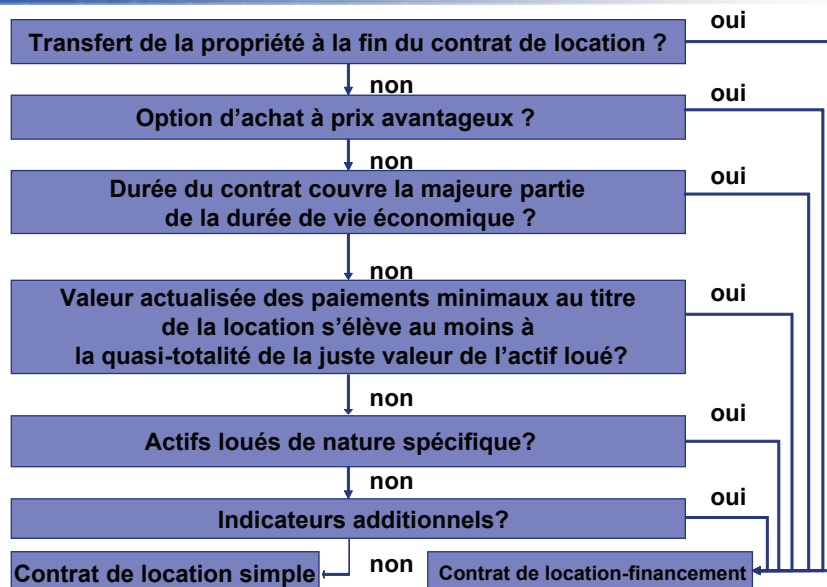 oui
Transfert de la propriété à la fin du contrat de location ?
non
oui
Option d’achat à prix avantageux ?
non
oui
Durée du contrat couvre la majeure partie
de la durée de vie économique ?
non
oui
Valeur actualisée des paiements minimaux au titre
de la location s’élève au moins à
la quasi-totalité de la juste valeur de l’actif loué?
non
oui
Actifs loués de nature spécifique?
non
oui
Indicateurs additionnels?
non
Contrat de location simple
Contrat de location-financement